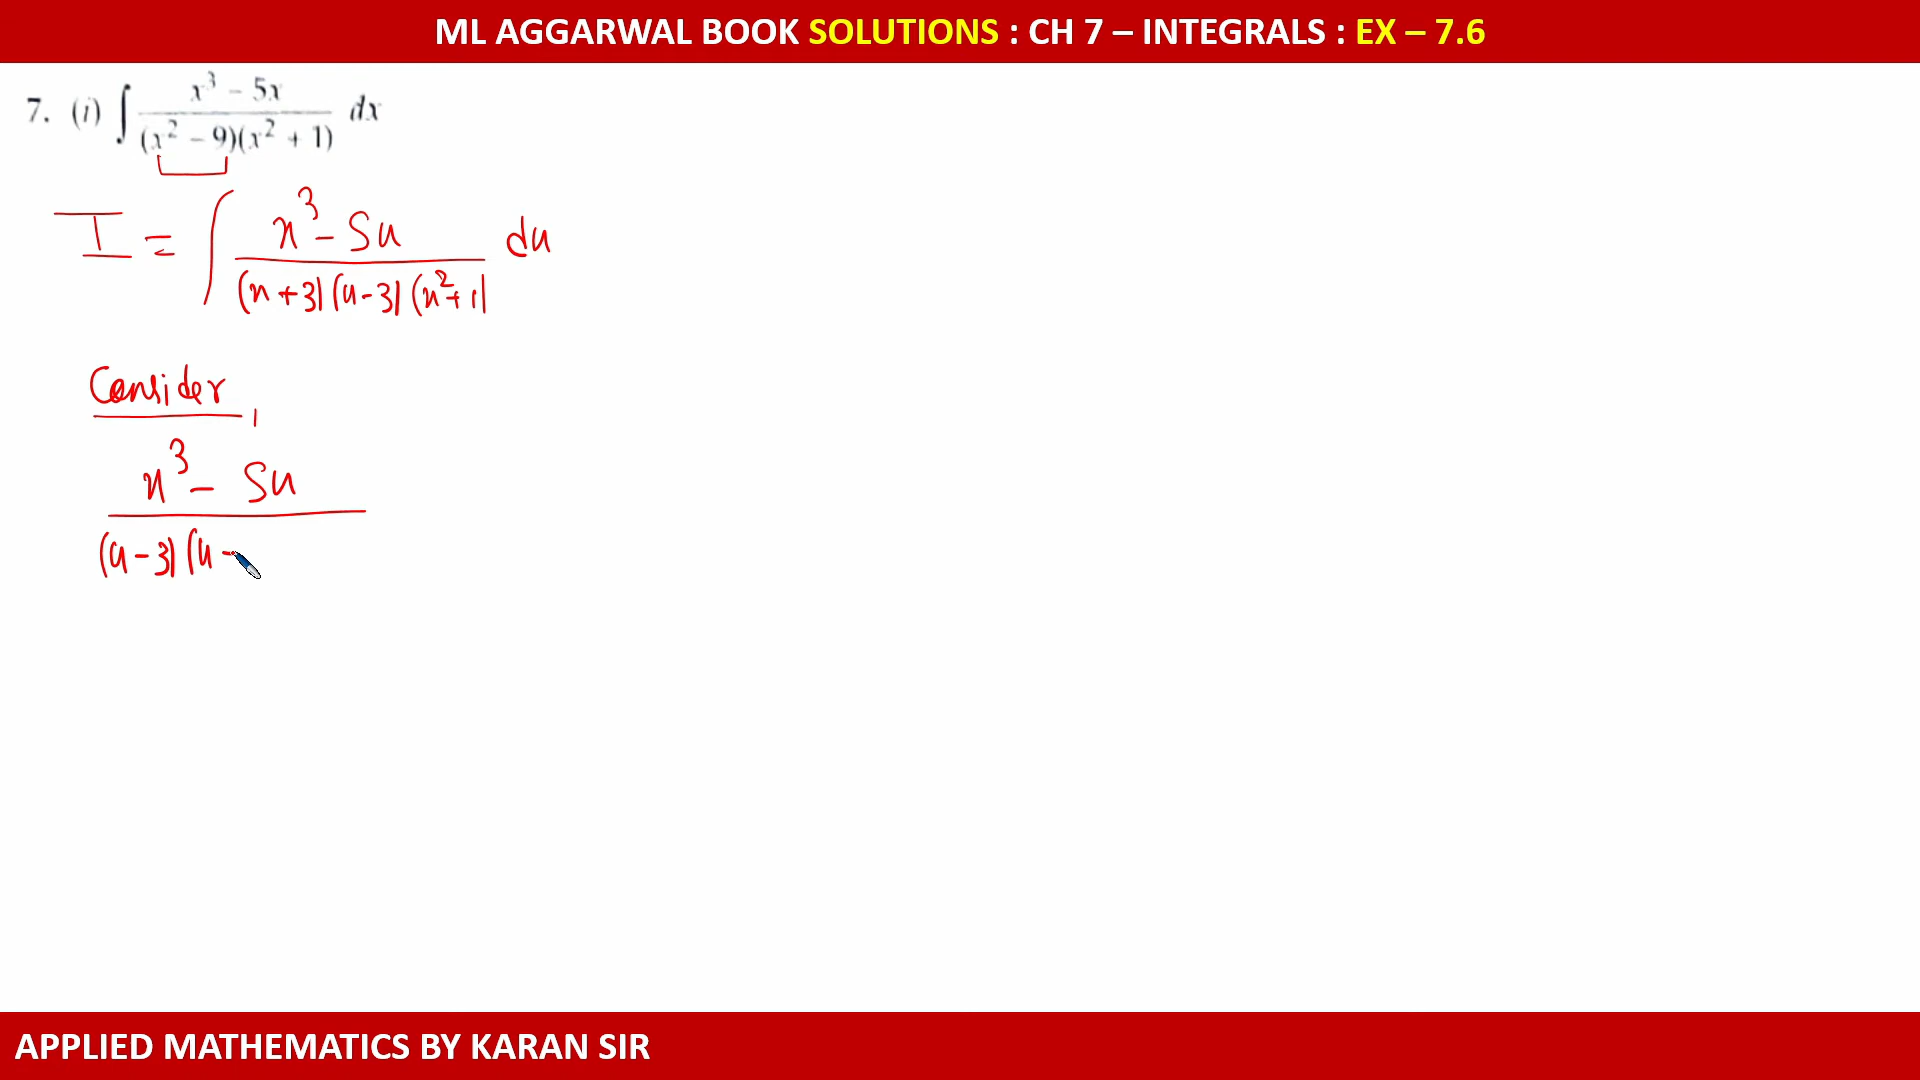 ML AGGARWAL BOOK SOLUTIONS : CH 7 – INTEGRALS : EX – 7.6
7. (i) ∫ (x³ − 5x) / ((x² − 9)(x² + 1)) dx
I = ∫ (x³ − 5x) / ((x + 3)(x − 3)(x² + 1)) dx
Consider,
x³ − 5x
(x − 3)(x −
APPLIED MATHEMATICS BY KARAN SIR